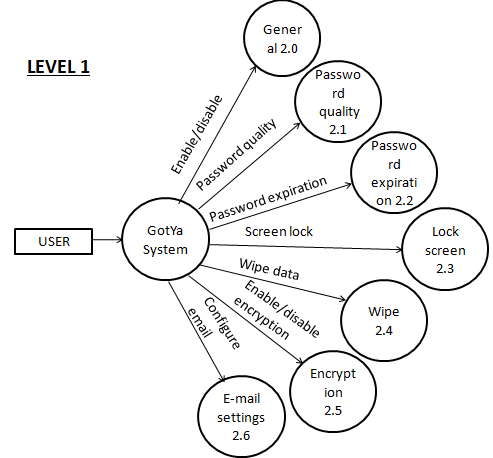 LEVEL 1
Gener
al 2.0
Enable/disable
Passwo
rd
quality
2.1
Password quality
Passwo
rd
expirati
on 2.2
Password expiration
USER
GotYa
System
Screen lock
Lock
screen
2.3
Wipe data
Wipe
2.4
Enable/disable
encryption
Encrypt
ion
2.5
Configure
email
E-mail
settings
2.6